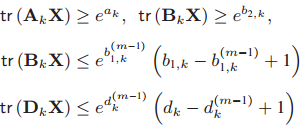 tr (A_k X) ≥ e^{a_k}, tr (B_k X) ≥ e^{b_{2,k}},
tr (B_k X) ≤ e^{b_{1,k}^{(m−1)}} (b_{1,k} − b_{1,k}^{(m−1)} + 1)
tr (D_k X) ≤ e^{d_k^{(m−1)}} (d_k − d_k^{(m−1)} + 1)